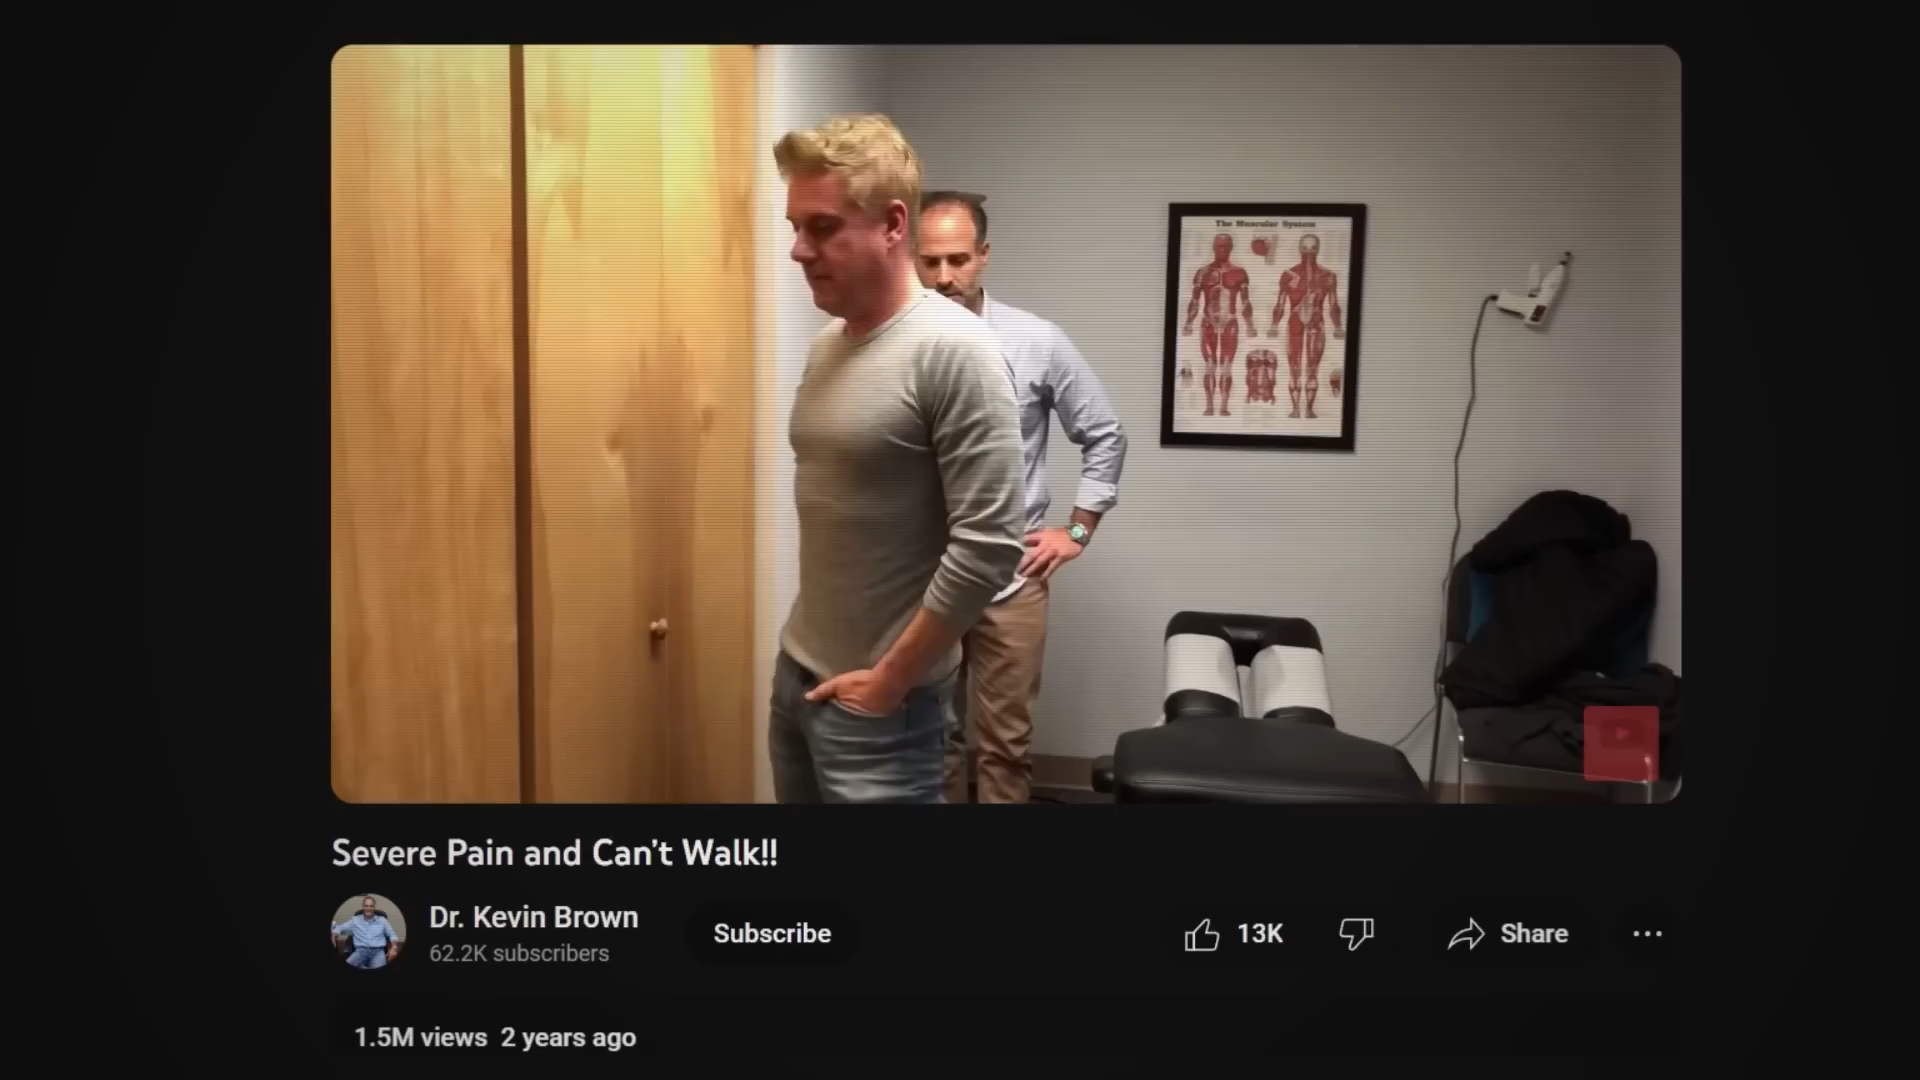 The Muscular System
Severe Pain and Can't Walk!!
Dr. Kevin Brown
62.2K subscribers
Subscribe
13K
Share
1.5M views 2 years ago